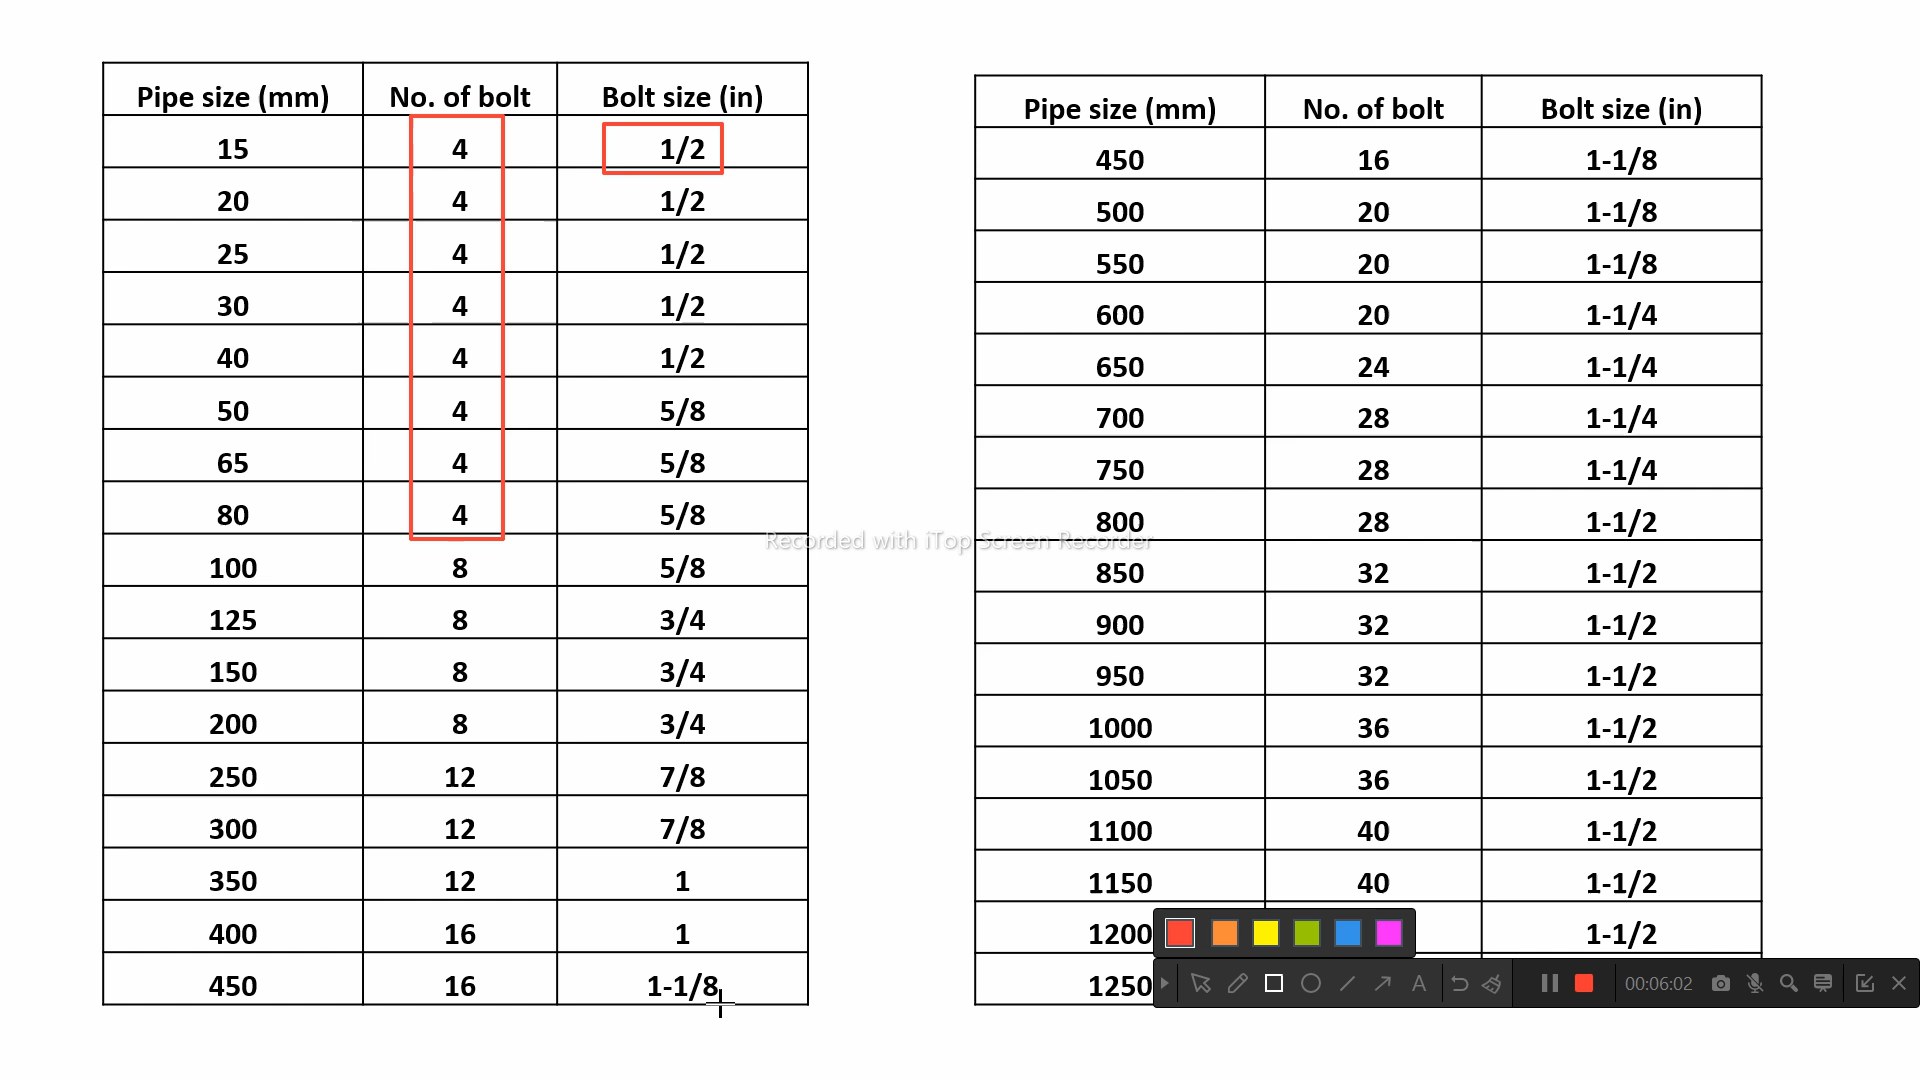 Pipe size (mm) No. of bolt Bolt size (in)
15 4 1/2
20 4 1/2
25 4 1/2
30 4 1/2
40 4 1/2
50 4 5/8
65 4 5/8
80 4 5/8
100 8 5/8
125 8 3/4
150 8 3/4
200 8 3/4
250 12 7/8
300 12 7/8
350 12 1
400 16 1
450 16 1-1/8
Pipe size (mm) No. of bolt Bolt size (in)
450 16 1-1/8
500 20 1-1/8
550 20 1-1/8
600 20 1-1/4
650 24 1-1/4
700 28 1-1/4
750 28 1-1/4
800 28 1-1/2
850 32 1-1/2
900 32 1-1/2
950 32 1-1/2
1000 36 1-1/2
1050 36 1-1/2
1100 40 1-1/2
1150 40 1-1/2
1200 1-1/2
1250
Recorded with iTop Screen Recorder
A
00:06:02